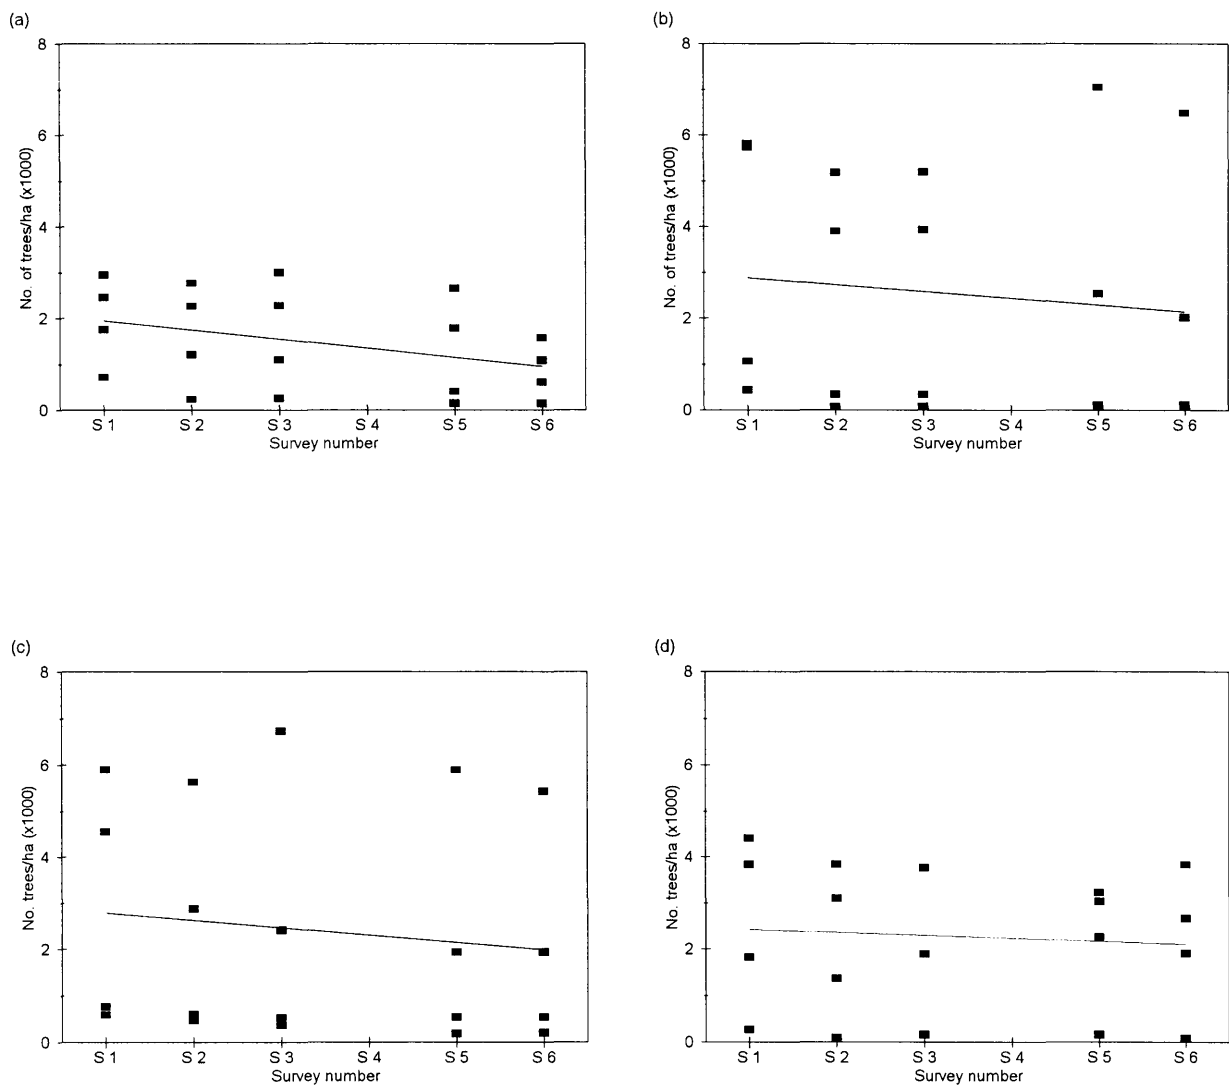 (a)
8
6
4
2
0
No. of trees/ha (x1000)
S 1 S 2 S 3 S 4 S 5 S 6
Survey number
(b)
8
6
4
2
0
No. of trees/ha (x1000)
S 1 S 2 S 3 S 4 S 5 S 6
Survey number
(c)
8
6
4
2
0
No. trees/ha (x1000)
S 1 S 2 S 3 S 4 S 5 S 6
Survey number
(d)
8
6
4
2
0
No. trees/ha (x1000)
S 1 S 2 S 3 S 4 S 5 S 6
Survey number